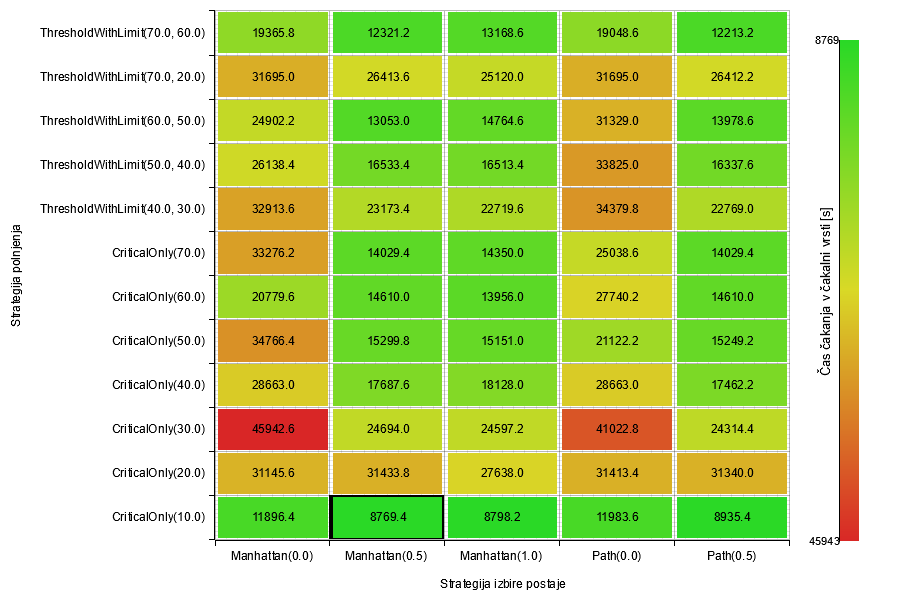 ThresholdWithLimit(70.0, 60.0) 19365.8 12321.2 13168.6 19048.6 12213.2
ThresholdWithLimit(70.0, 20.0) 31695.0 26413.6 25120.0 31695.0 26412.2
ThresholdWithLimit(60.0, 50.0) 24902.2 13053.0 14764.6 31329.0 13978.6
ThresholdWithLimit(50.0, 40.0) 26138.4 16533.4 16513.4 33825.0 16337.6
ThresholdWithLimit(40.0, 30.0) 32913.6 23173.4 22719.6 34379.8 22769.0
CriticalOnly(70.0) 33276.2 14029.4 14350.0 25038.6 14029.4
CriticalOnly(60.0) 20779.6 14610.0 13956.0 27740.2 14610.0
CriticalOnly(50.0) 34766.4 15299.8 15151.0 21122.2 15249.2
CriticalOnly(40.0) 28663.0 17687.6 18128.0 28663.0 17462.2
CriticalOnly(30.0) 45942.6 24694.0 24597.2 41022.8 24314.4
CriticalOnly(20.0) 31145.6 31433.8 27638.0 31413.4 31340.0
CriticalOnly(10.0) 11896.4 8769.4 8798.2 11983.6 8935.4
Manhattan(0.0) Manhattan(0.5) Manhattan(1.0) Path(0.0) Path(0.5)
Strategija izbire postaje
Strategija polnjenja
8769
45943
Čas čakanja v čakalni vrsti [s]